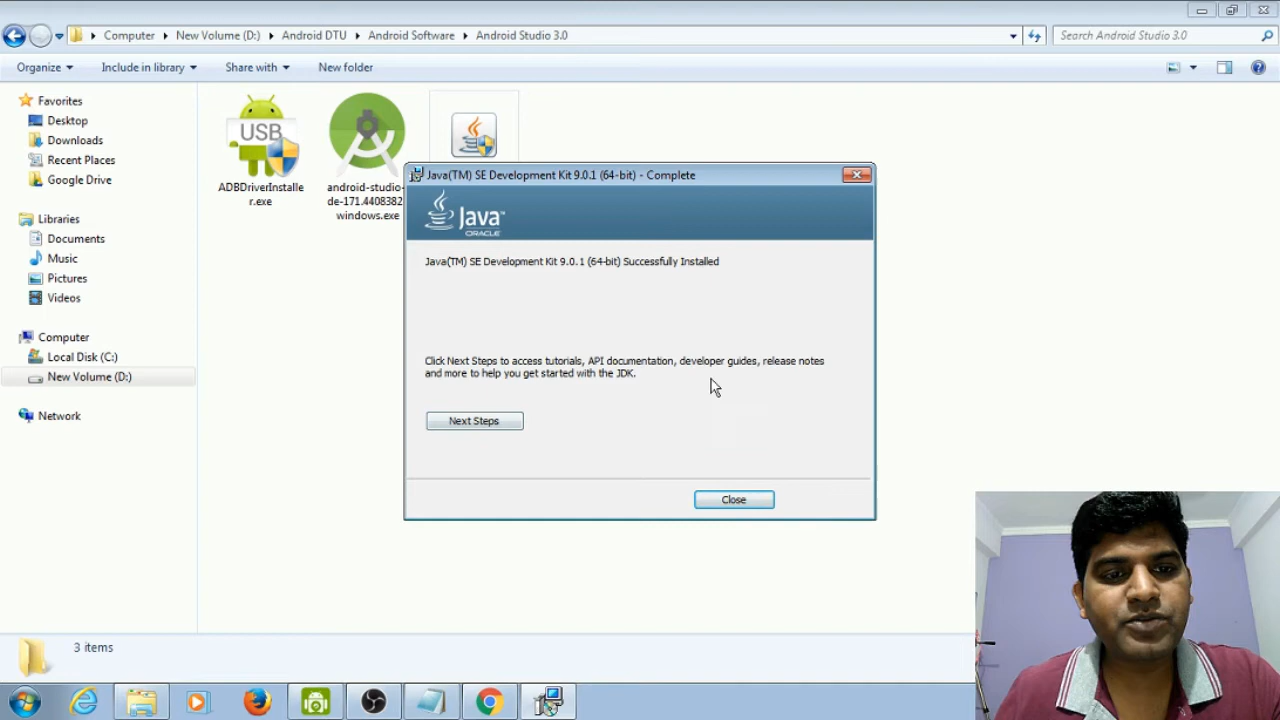 Computer New Volume (D:) Android DTU Android Software Android Studio 3.0
Search Android Studio 3.0
Organize Include in library Share with New folder
Favorites
Desktop
Downloads
Recent Places
Google Drive
Libraries
Documents
Music
Pictures
Videos
Computer
Local Disk (C:)
New Volume (D:)
Network
USB
ADBDriverInstalle
r.exe
android-studio-
de-171.4408382
windows.exe
Java(TM) SE Development Kit 9.0.1 (64-bit) - Complete
Java™
ORACLE
Java(TM) SE Development Kit 9.0.1 (64-bit) Successfully Installed
Click Next Steps to access tutorials, API documentation, developer guides, release notes
and more to help you get started with the JDK.
Next Steps
Close
3 items